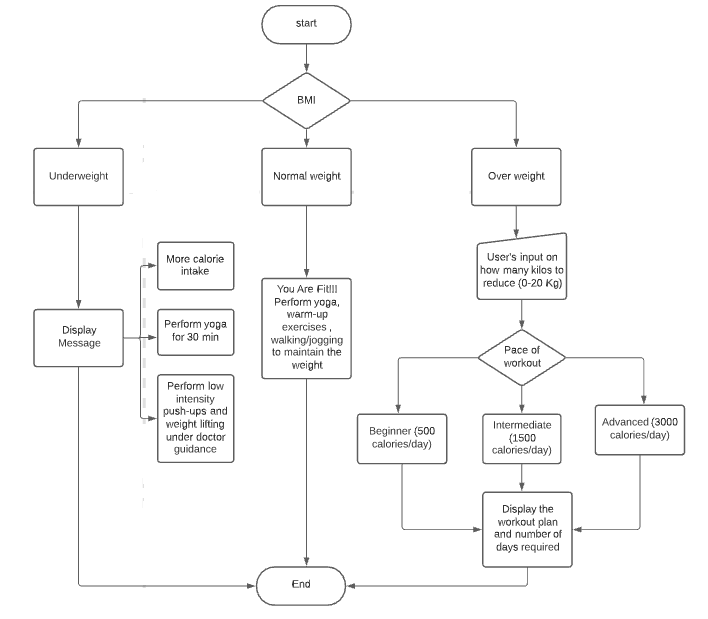 start
BMI
Underweight
Normal weight
Over weight
More calorie
intake
User's input on
how many kilos to
reduce (0-20 Kg)
You Are Fit!!!
Perform yoga,
warm-up
exercises ,
walking/jogging
to maintain the
weight
Display
Message
Perform yoga
for 30 min
Pace of
workout
Perform low
intensity
push-ups and
weight lifting
under doctor
guidance
Beginner (500
calories/day)
Intermediate
(1500
calories/day)
Advanced (3000
calories/day)
Display the
workout plan
and number of
days required
End